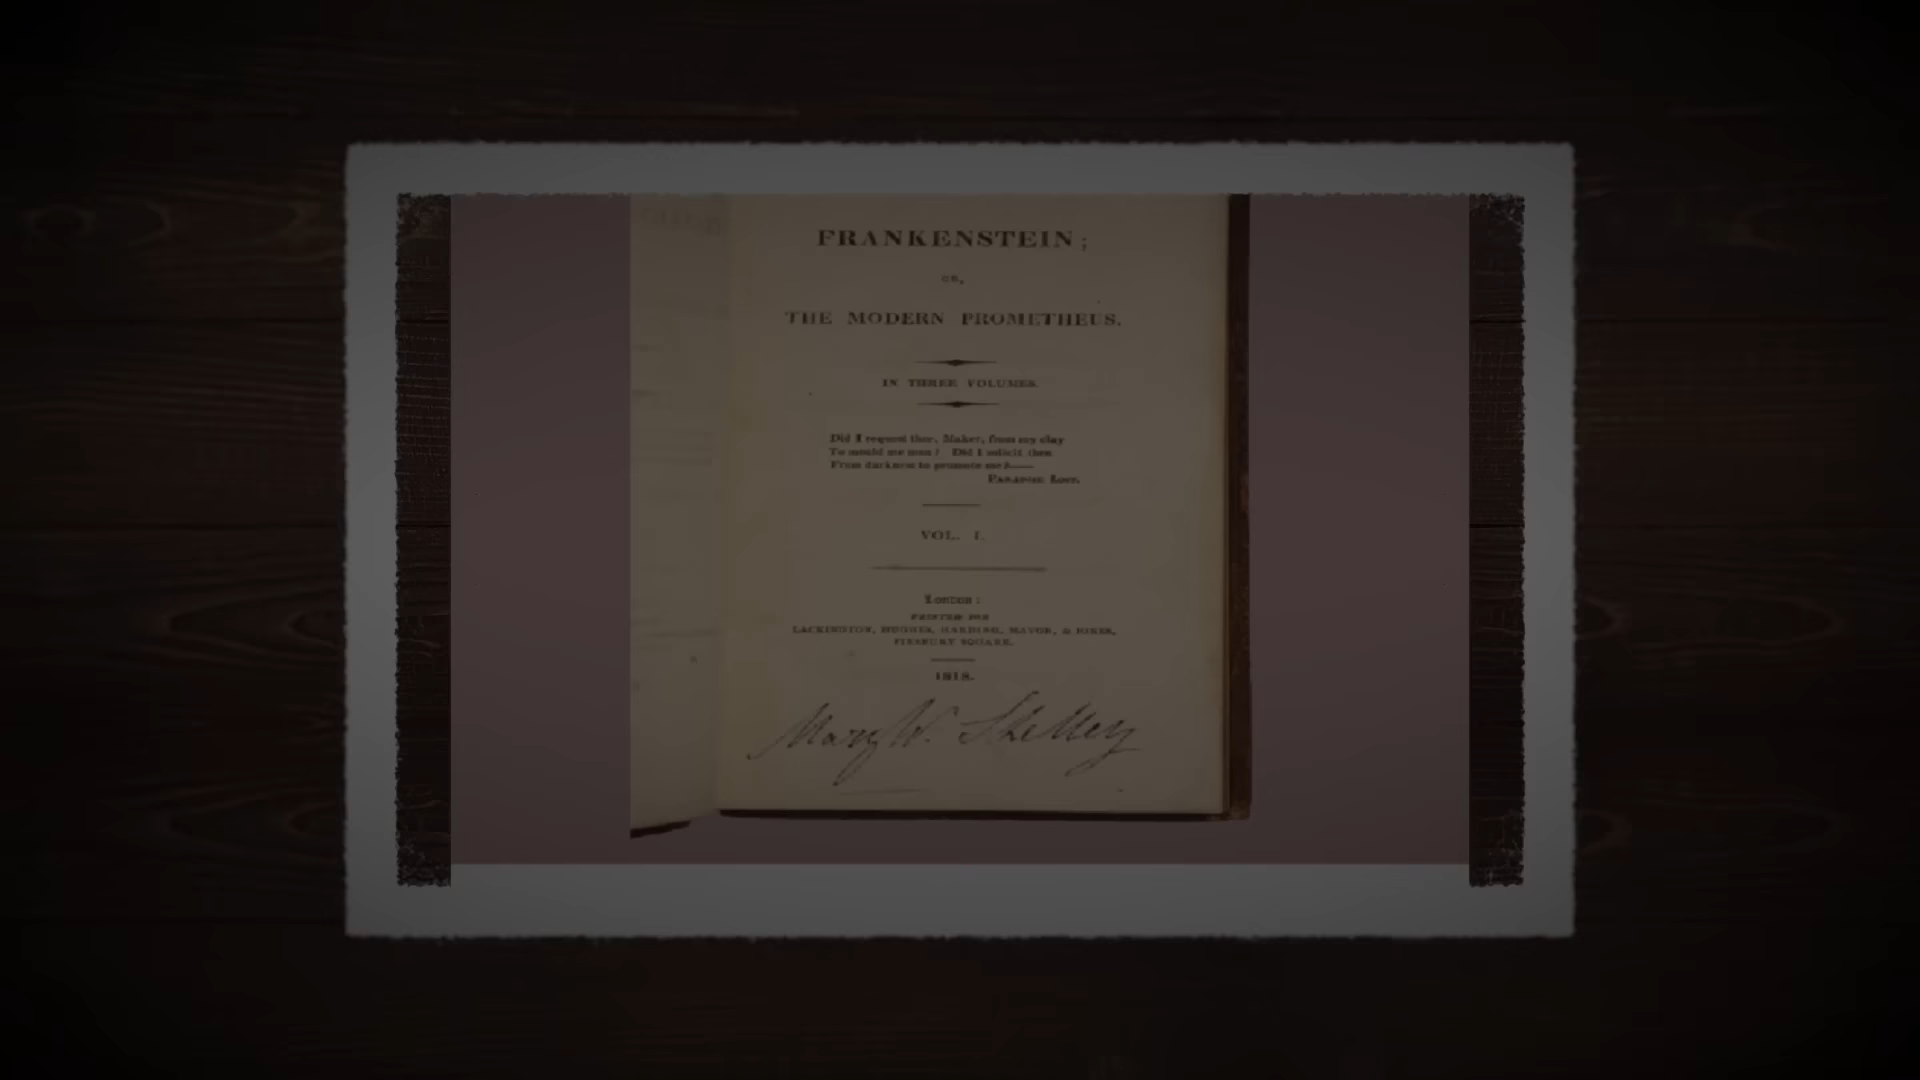 FRANKENSTEIN;
OR,
THE MODERN PROMETHEUS.
IN THREE VOLUMES.
Did I request thee, Maker, from my clay
To mould me man? Did I solicit thee
From darkness to promote me?——
PARADISE LOST.
VOL. I.
London:
PRINTED FOR
LACKINGTON, HUGHES, HARDING, MAVOR, & JONES,
FINSBURY SQUARE.
1818.
Mary W. Shelley